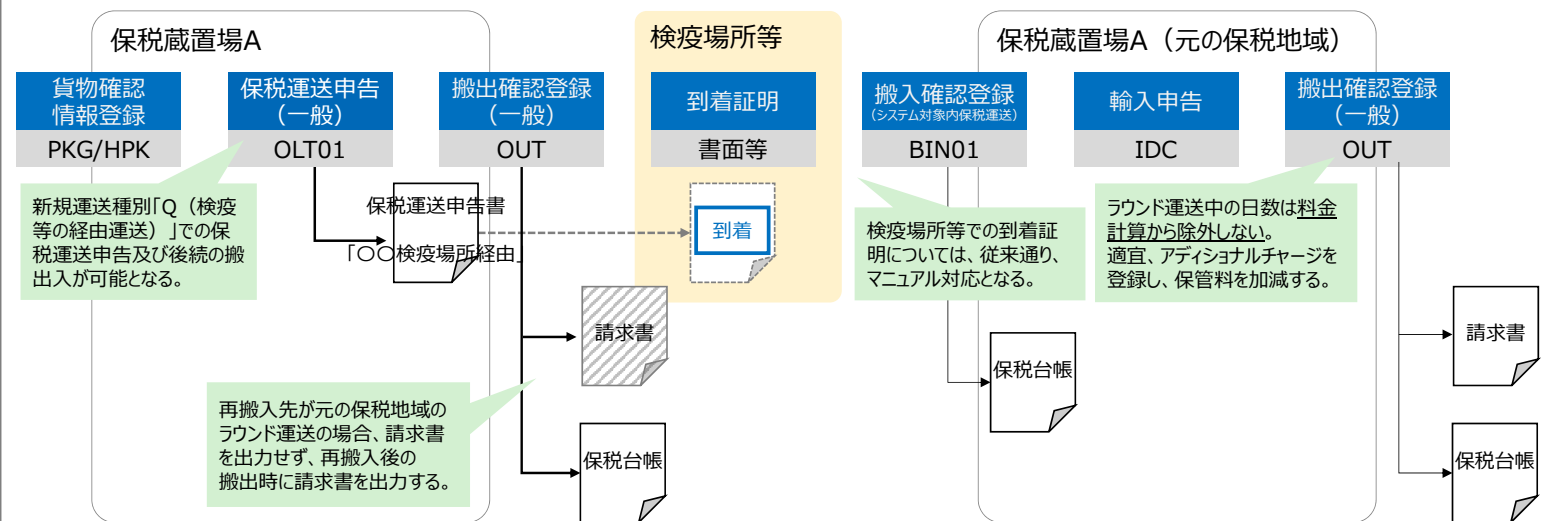 保税蔵置場A
検疫場所等
保税蔵置場A（元の保税地域）
貨物確認
情報登録
PKG/HPK
保税運送申告
（一般）
OLT01
搬出確認登録
（一般）
OUT
到着証明
書面等
搬入確認登録
（システム対象内保税運送）
BIN01
輸入申告
IDC
搬出確認登録
（一般）
OUT
新規運送種別「Q（検疫
等の経由運送）」での保
税運送申告及び後続の搬
出入が可能となる。
保税運送申告書
「〇〇検疫場所経由」
到着
検疫場所等での到着証
明については、従来通り、
マニュアル対応となる。
ラウンド運送中の日数は料金
計算から除外しない。
適宜、アディショナルチャージを
登録し、保管料を加減する。
請求書
保税台帳
請求書
再搬入先が元の保税地域の
ラウンド運送の場合、請求書
を出力せず、再搬入後の
搬出時に請求書を出力する。
保税台帳
保税台帳